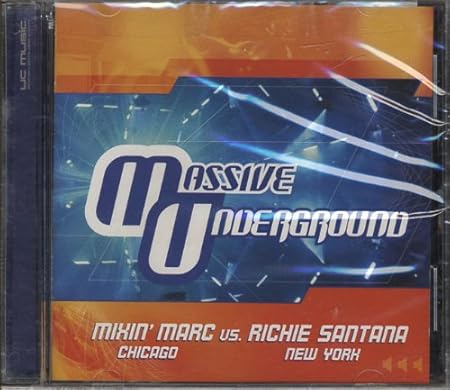 UC MUSIC
MASSIVE
UNDERGROUND
MIXIN' MARC VS. RICHIE SANTANA
CHICAGO NEW YORK